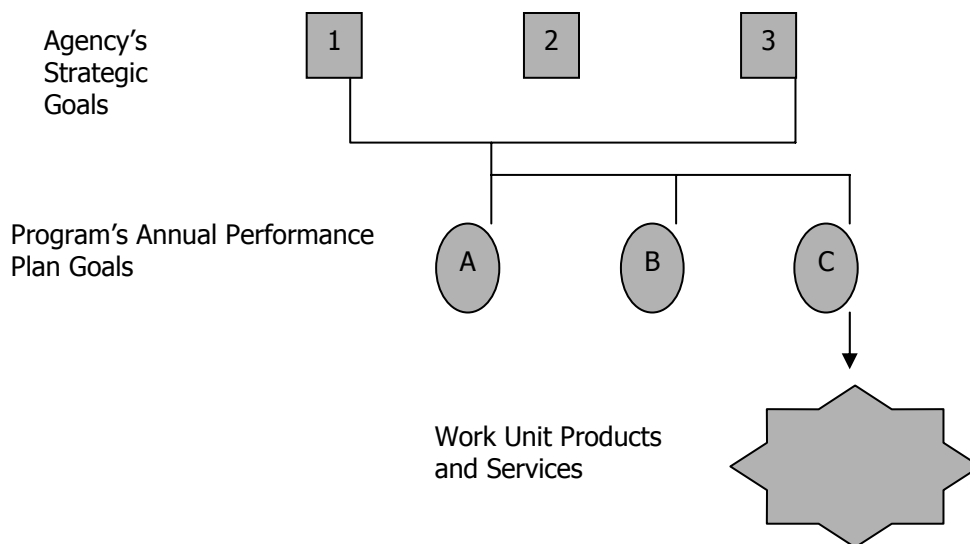 Agency’s
Strategic
Goals
1
2
3
Program’s Annual Performance
Plan Goals
A
B
C
Work Unit Products
and Services